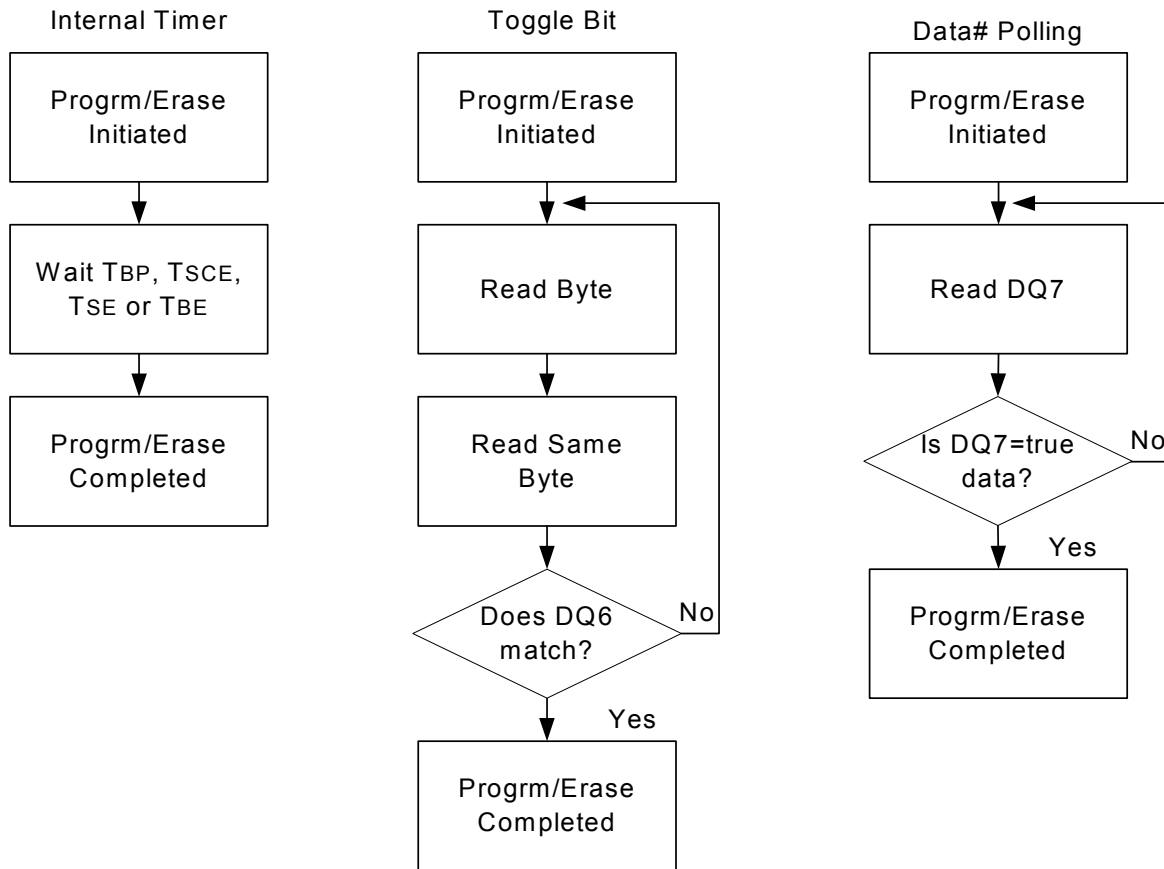 Internal Timer
Progrm/Erase
Initiated
Wait TBP, TSCE,
TSE or TBE
Progrm/Erase
Completed
Toggle Bit
Progrm/Erase
Initiated
Read Byte
Read Same
Byte
Does DQ6
match?
No
Yes
Progrm/Erase
Completed
Data# Polling
Progrm/Erase
Initiated
Read DQ7
Is DQ7=true
data?
No
Yes
Progrm/Erase
Completed